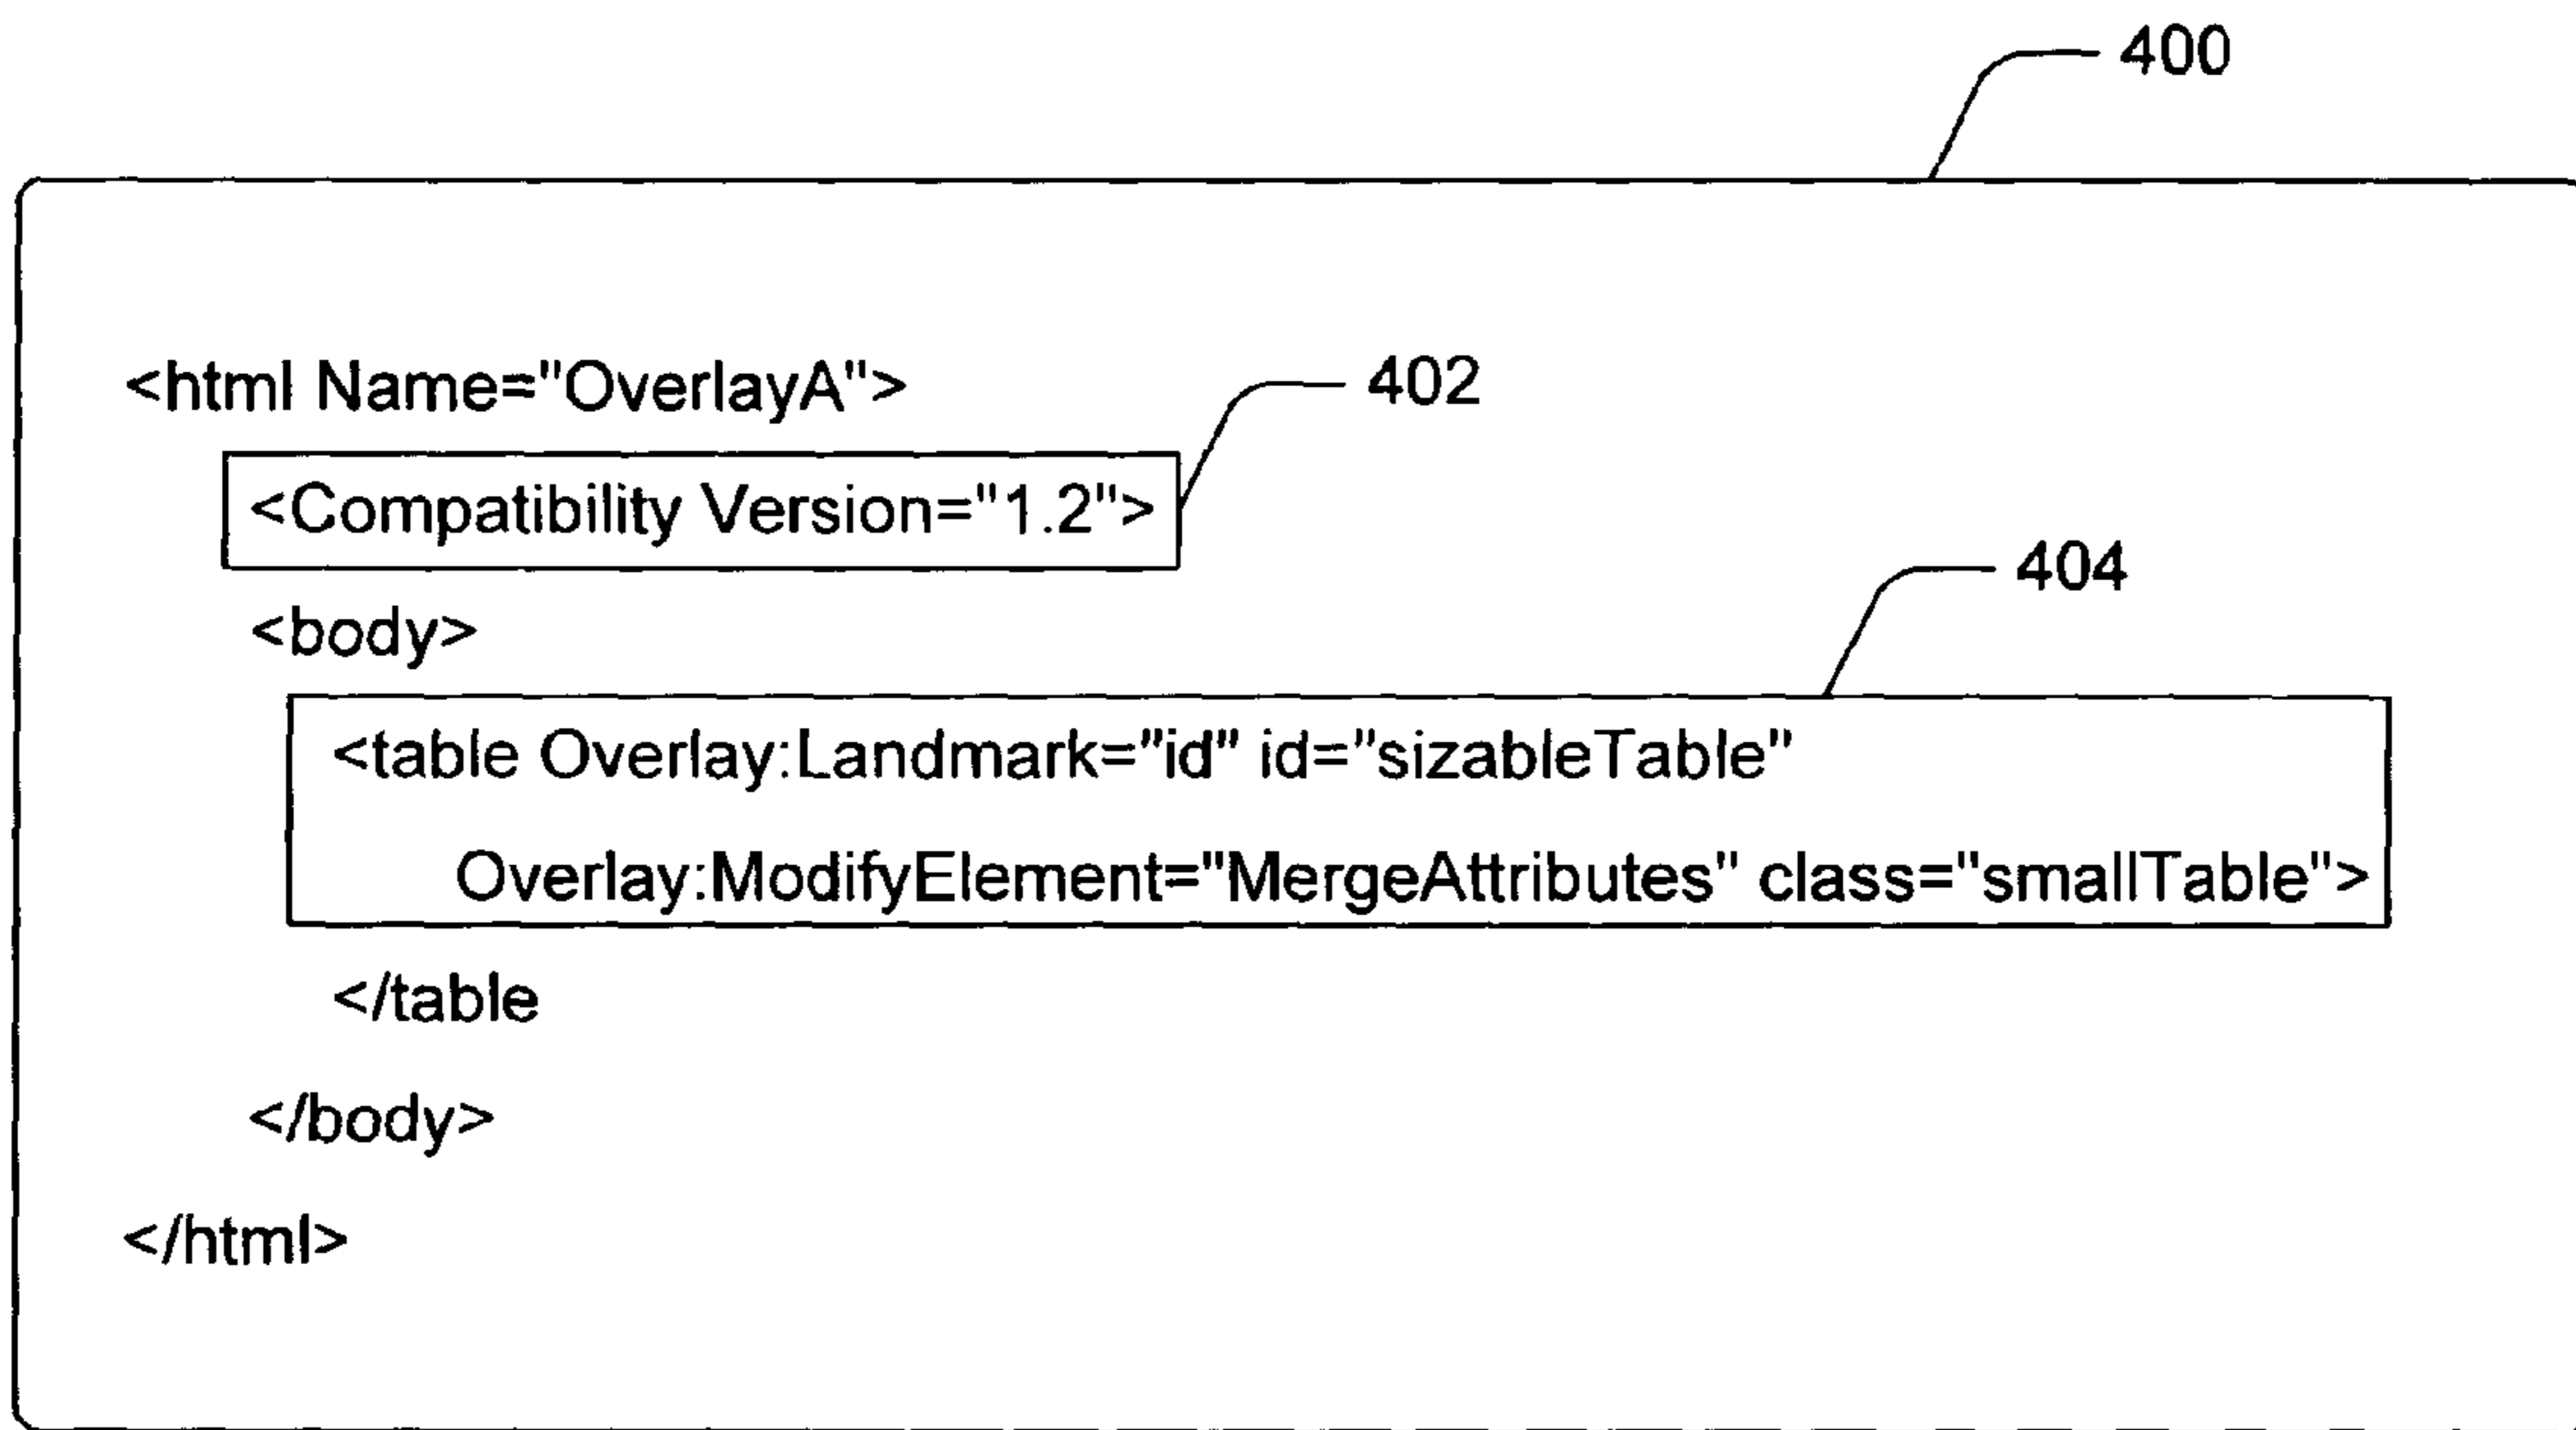 400
<html Name="OverlayA">
402
<Compatibility Version="1.2">
404
<body>
<table Overlay:Landmark="id" id="sizableTable"
Overlay:ModifyElement="MergeAttributes" class="smallTable">
</table
</body>
</html>